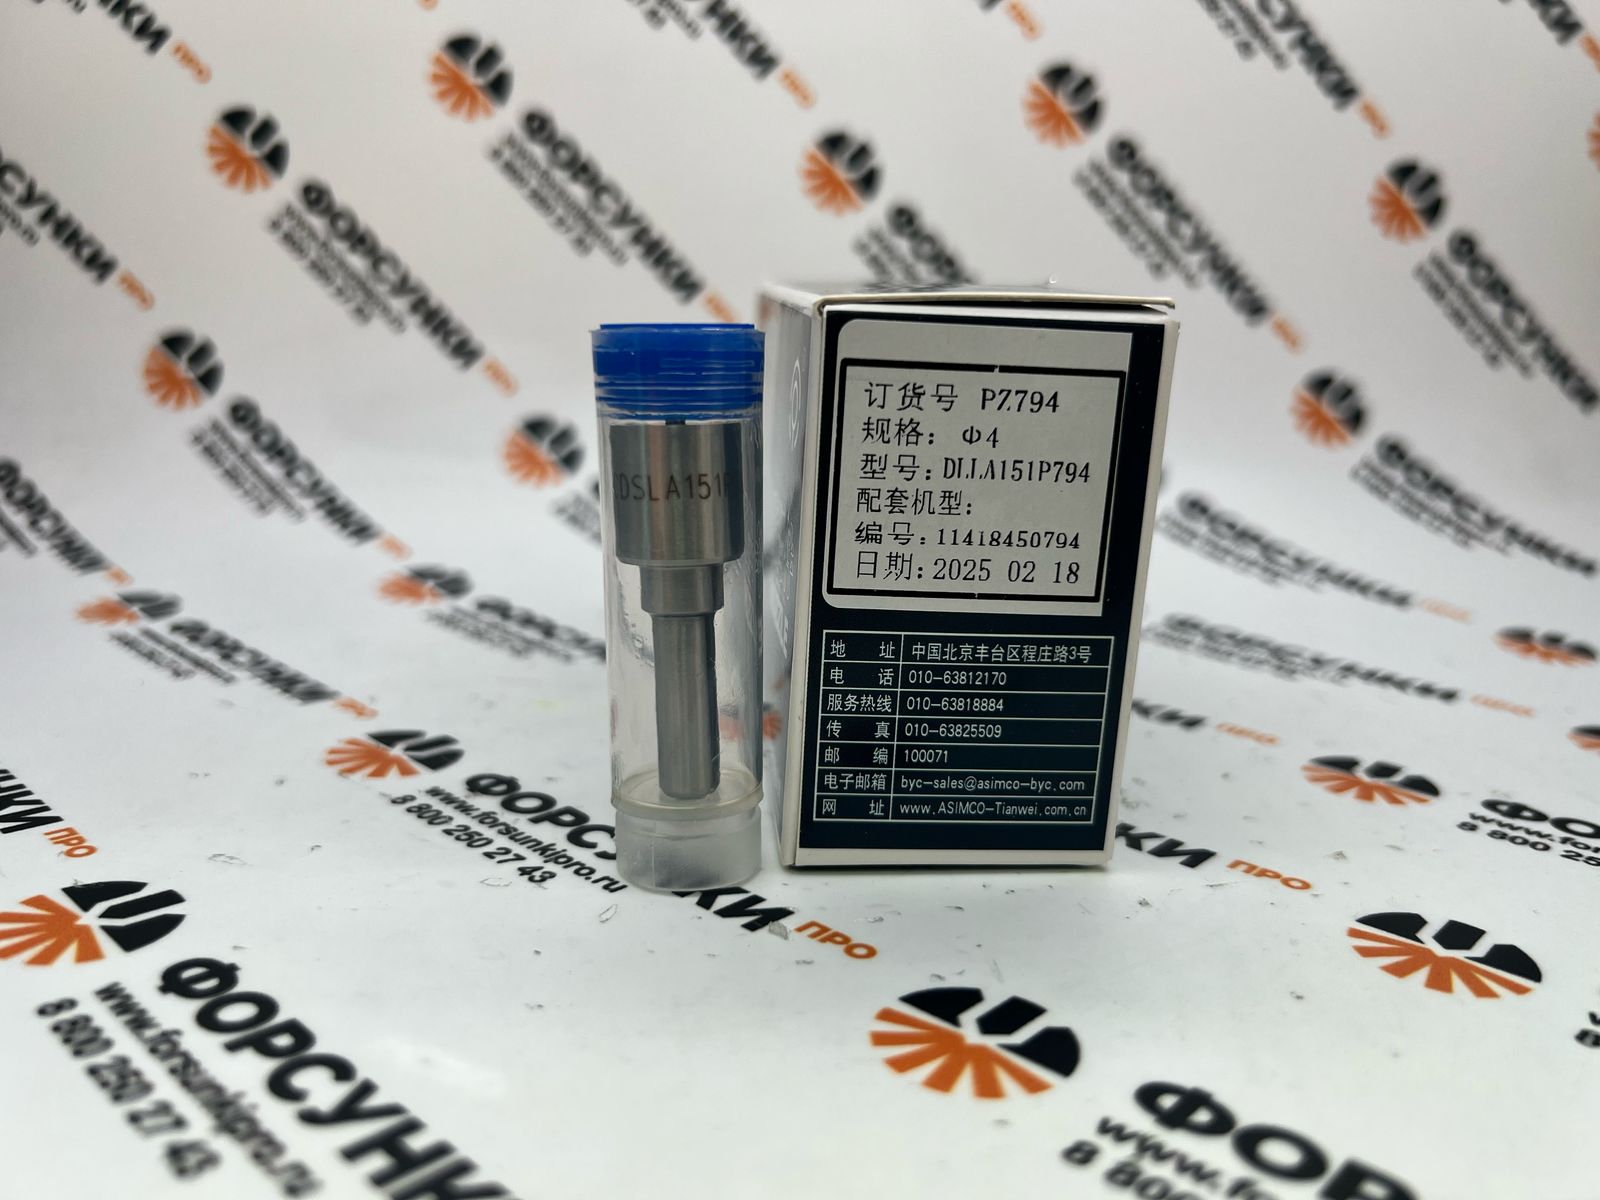 CDSLA151P
订货号 PZ794
规格: Φ4
型号: DLLA151P794
配套机型:
编号: 11418450794
日期: 2025 02 18
地 址 中国北京丰台区程庄路3号
电 话 010-63812170
服务热线 010-63818884
传 真 010-63825509
邮 编 100071
电子邮箱 byc-sales@asimco-byc.com
网 址 www.ASIMCO-Tianwei.com.cn
ФОРСУНКИ ПРО
www.forsunkipro.ru
8 800 250 27 43